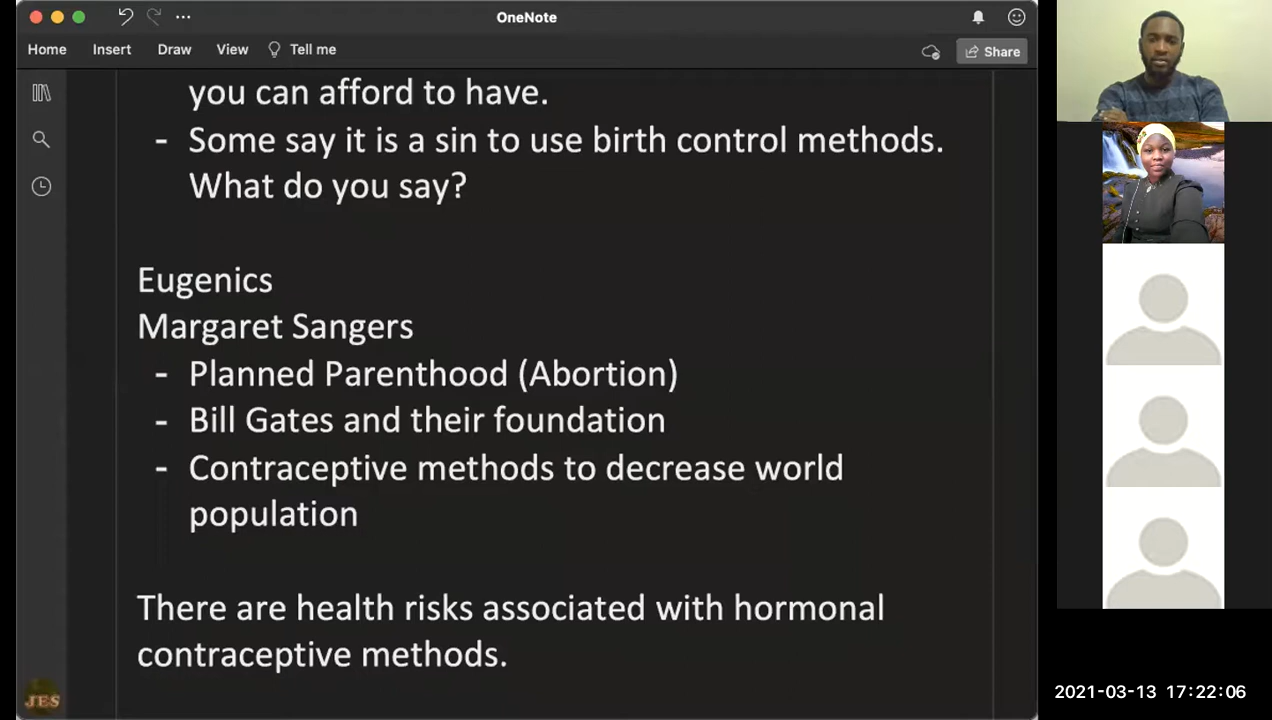 OneNote
Home Insert Draw View Tell me Share
you can afford to have.
- Some say it is a sin to use birth control methods.
What do you say?
Eugenics
Margaret Sangers
- Planned Parenthood (Abortion)
- Bill Gates and their foundation
- Contraceptive methods to decrease world
population
There are health risks associated with hormonal
contraceptive methods.
JES
2021-03-13 17:22:06